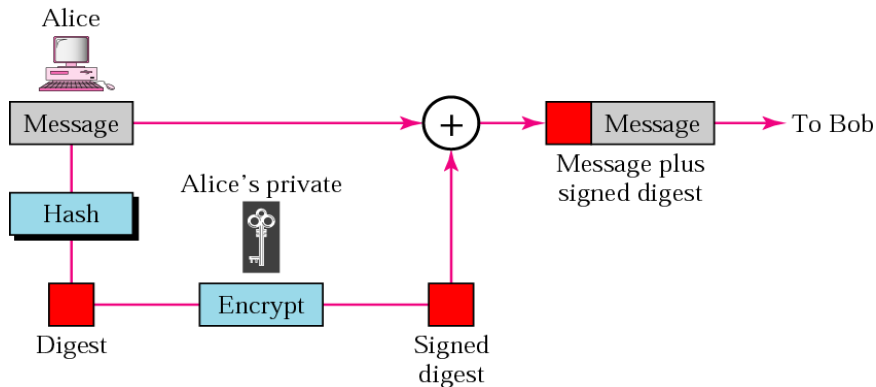 Alice
Message
+
Message
To Bob
Message plus
signed digest
Hash
Alice's private
Encrypt
Digest
Signed
digest